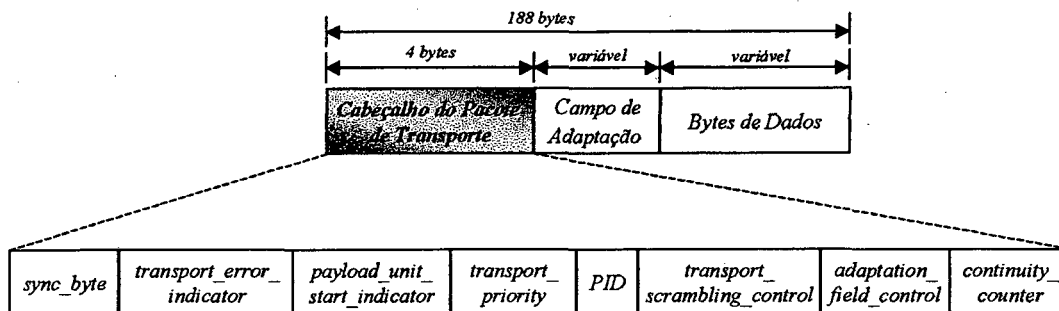 188 bytes
4 bytes
variável
variável
Cabeçalho do Pacote
de Transporte
Campo de
Adaptação
Bytes de Dados
sync_byte
transport_error_
indicator
payload_unit_
start_indicator
transport_
priority
PID
transport_
scrambling_control
adaptation_
field_control
continuity_
counter